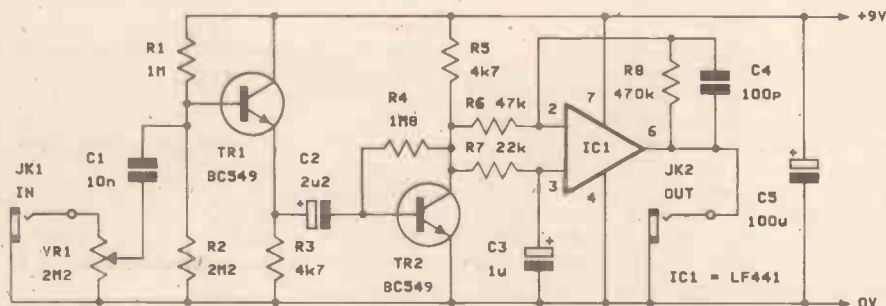 +9V
R1
1M
TR1
BC549
C1
10n
JK1
IN
VR1
2M2
R2
2M2
C2
2u2
+
R3
4k7
R4
1M8
R5
4k7
TR2
BC549
R6 47k
R7 22k
2
3
7
4
6
IC1
C3
1u
+
R8
470k
C4
100p
JK2
OUT
+
C5
100u
IC1 = LF441
0V